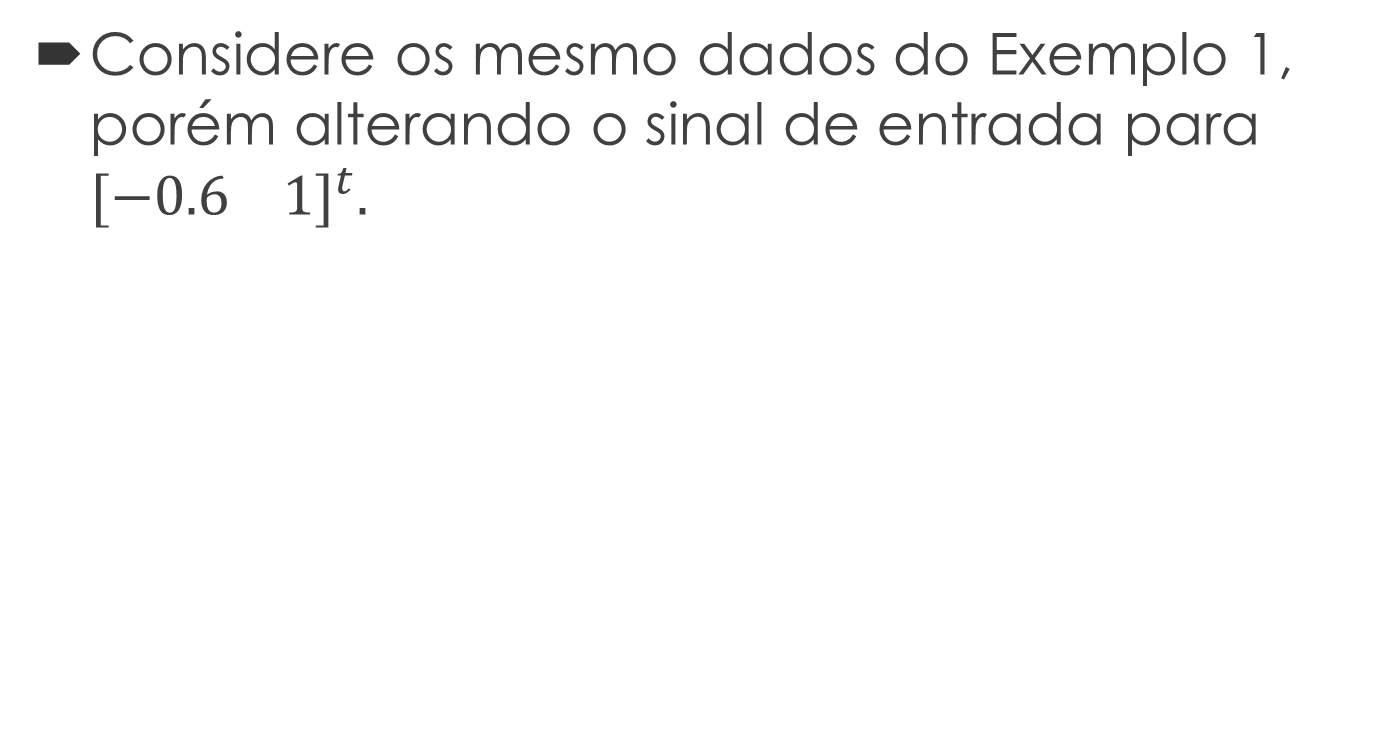 Considere os mesmo dados do Exemplo 1,
porém alterando o sinal de entrada para
[−0.6 1]ᵗ.